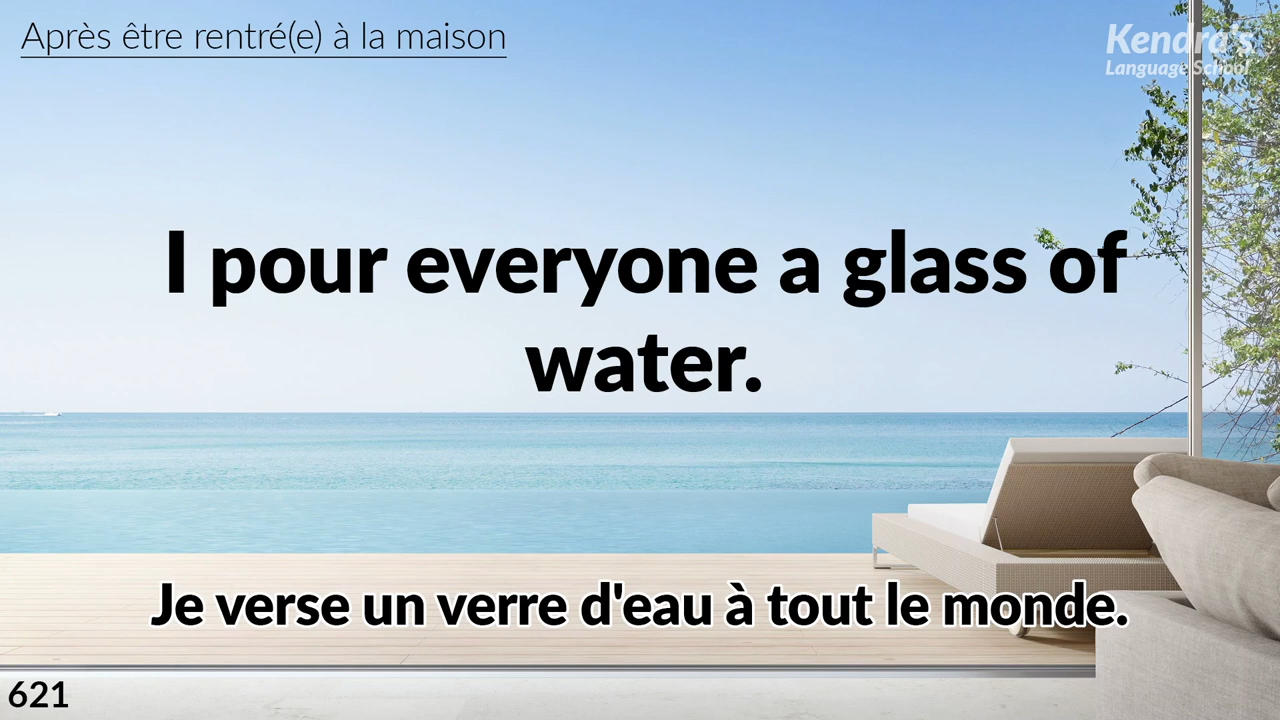 Après être rentré(e) à la maison
Kendra's
Language School
I pour everyone a glass of
water.
Je verse un verre d'eau à tout le monde.
621